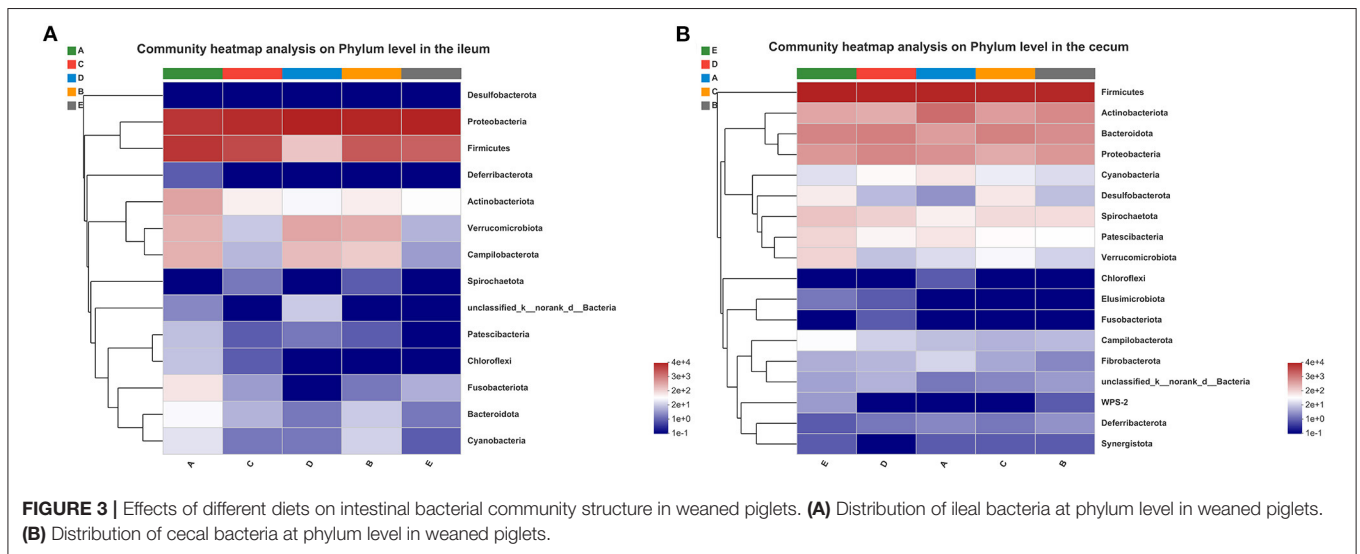 A
Community heatmap analysis on Phylum level in the ileum
A
C
D
B
E
Desulfobacterota
Proteobacteria
Firmicutes
Deferribacterota
Actinobacteriota
Verrucomicrobiota
Campilobacterota
Spirochaetota
unclassified_k__norank_d__Bacteria
Patescibacteria
Chloroflexi
Fusobacteriota
Bacteroidota
Cyanobacteria
4e+4
3e+3
2e+2
2e+1
1e+0
1e-1
A C D B E
B
Community heatmap analysis on Phylum level in the cecum
E
D
A
C
B
Firmicutes
Actinobacteriota
Bacteroidota
Proteobacteria
Cyanobacteria
Desulfobacterota
Spirochaetota
Patescibacteria
Verrucomicrobiota
Chloroflexi
Elusimicrobiota
Fusobacteriota
Campilobacterota
Fibrobacterota
unclassified_k__norank_d__Bacteria
WPS-2
Deferribacterota
Synergistota
4e+4
3e+3
2e+2
2e+1
1e+0
1e-1
E D A C B
FIGURE 3 | Effects of different diets on intestinal bacterial community structure in weaned piglets. (A) Distribution of ileal bacteria at phylum level in weaned piglets.
(B) Distribution of cecal bacteria at phylum level in weaned piglets.